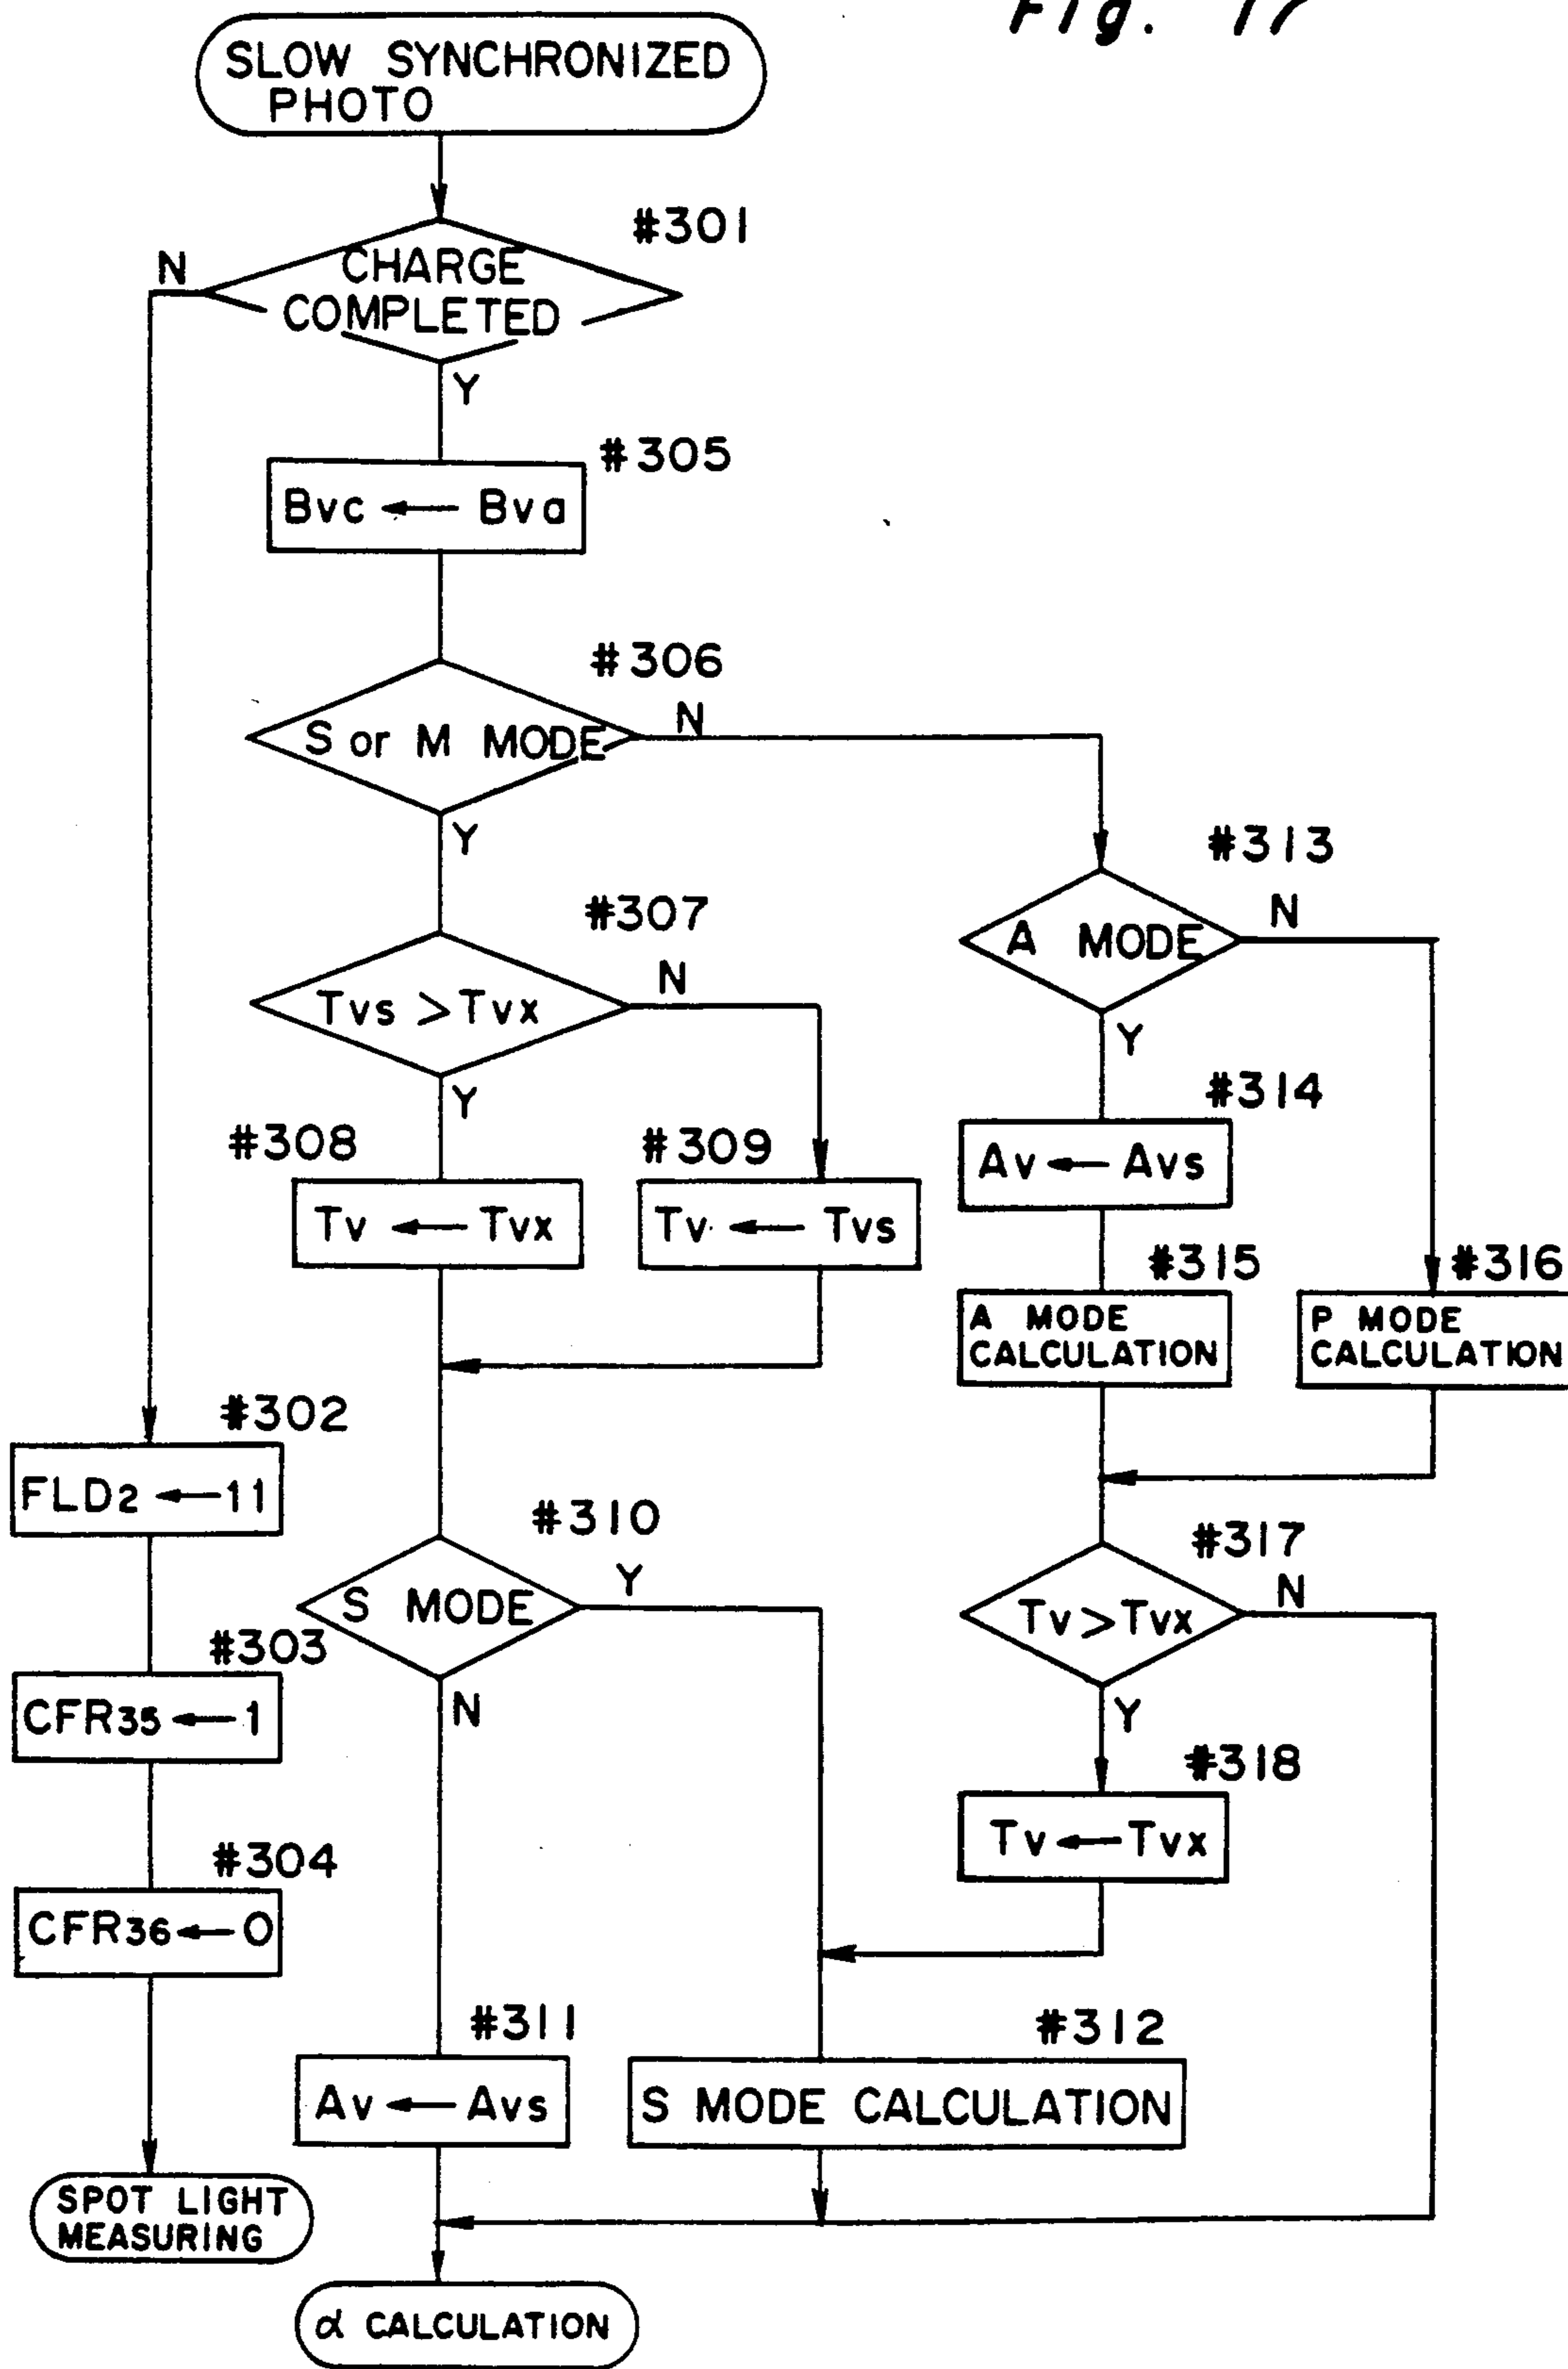 Fig. 17
SLOW SYNCHRONIZED
PHOTO
#301
N
CHARGE
COMPLETED
Y
#305
Bvc ← Bva
#306
S or M MODE
N
Y
#313
A MODE
N
Y
#307
Tvs > Tvx
N
Y
#314
Av ← Avs
#308
Tv ← Tvx
#309
Tv ← Tvs
#315
A MODE
CALCULATION
#316
P MODE
CALCULATION
#302
FLD2 ← 11
#310
S MODE
Y
N
#317
Tv > Tvx
N
Y
#303
CFR35 ← 1
#318
Tv ← Tvx
#304
CFR36 ← 0
#311
Av ← Avs
#312
S MODE CALCULATION
SPOT LIGHT
MEASURING
α CALCULATION